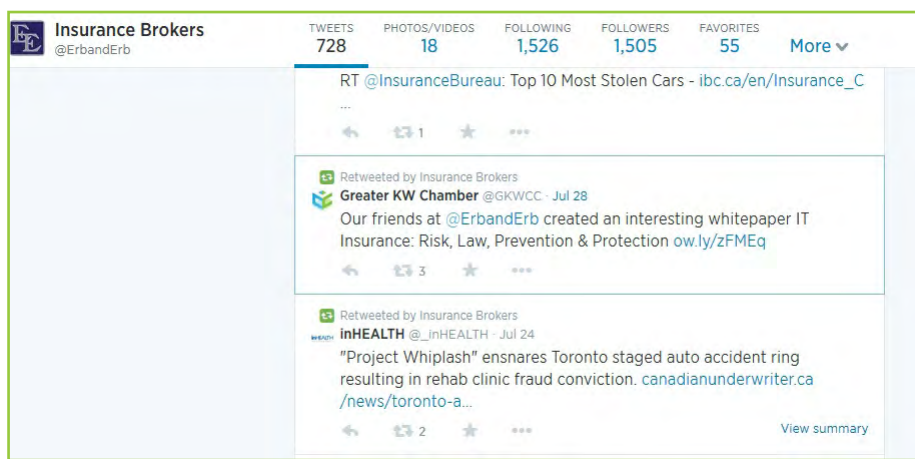 EE
Insurance Brokers
@ErbandErb
TWEETS
728
PHOTOS/VIDEOS
18
FOLLOWING
1,526
FOLLOWERS
1,505
FAVORITES
55
More
RT @InsuranceBureau: Top 10 Most Stolen Cars - ibc.ca/en/Insurance_C
...
1
Retweeted by Insurance Brokers
Greater KW Chamber @GKWCC · Jul 28
Our friends at @ErbandErb created an interesting whitepaper IT
Insurance: Risk, Law, Prevention & Protection ow.ly/zFMEq
3
Retweeted by Insurance Brokers
inHEALTH
inHEALTH @_inHEALTH · Jul 24
"Project Whiplash" ensnares Toronto staged auto accident ring
resulting in rehab clinic fraud conviction. canadianunderwriter.ca
/news/toronto-a...
2
View summary